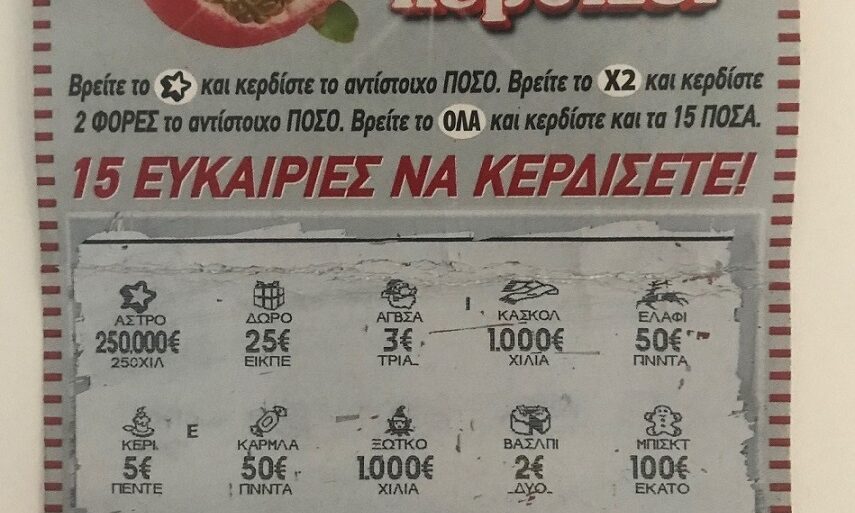 Βρείτε το και κερδίστε το αντίστοιχο ΠΟΣΟ. Βρείτε το X2 και κερδίστε
2 ΦΟΡΕΣ το αντίστοιχο ΠΟΣΟ. Βρείτε το ΟΛΑ και κερδίστε και τα 15 ΠΟΣΑ.
15 ΕΥΚΑΙΡΙΕΣ ΝΑ ΚΕΡΔΙΣΕΤΕ!
ΑΣΤΡΟ ΔΩΡΟ ΑΓΒΣΑ Ι ΚΑΣΚΟΛ ΕΛΑΦΙ
250.000€ 25€ 3€ 1.000€ 50€
250ΧΙΛ ΕΙΚΠΕ ΤΡΙΑ ΧΙΛΙΑ ΠΝΝΤΑ
ΚΕΡΙ Ε ΚΑΡΜΛΑ ΞΩΤΚΟ ΒΑΣΛΠΙ ΜΠΙΣΚΤ
5€ 50€ 1.000€ 2€ 100€
ΠΕΝΤΕ ΠΝΝΤΑ ΧΙΛΙΑ ΔΥΟ ΕΚΑΤΟ